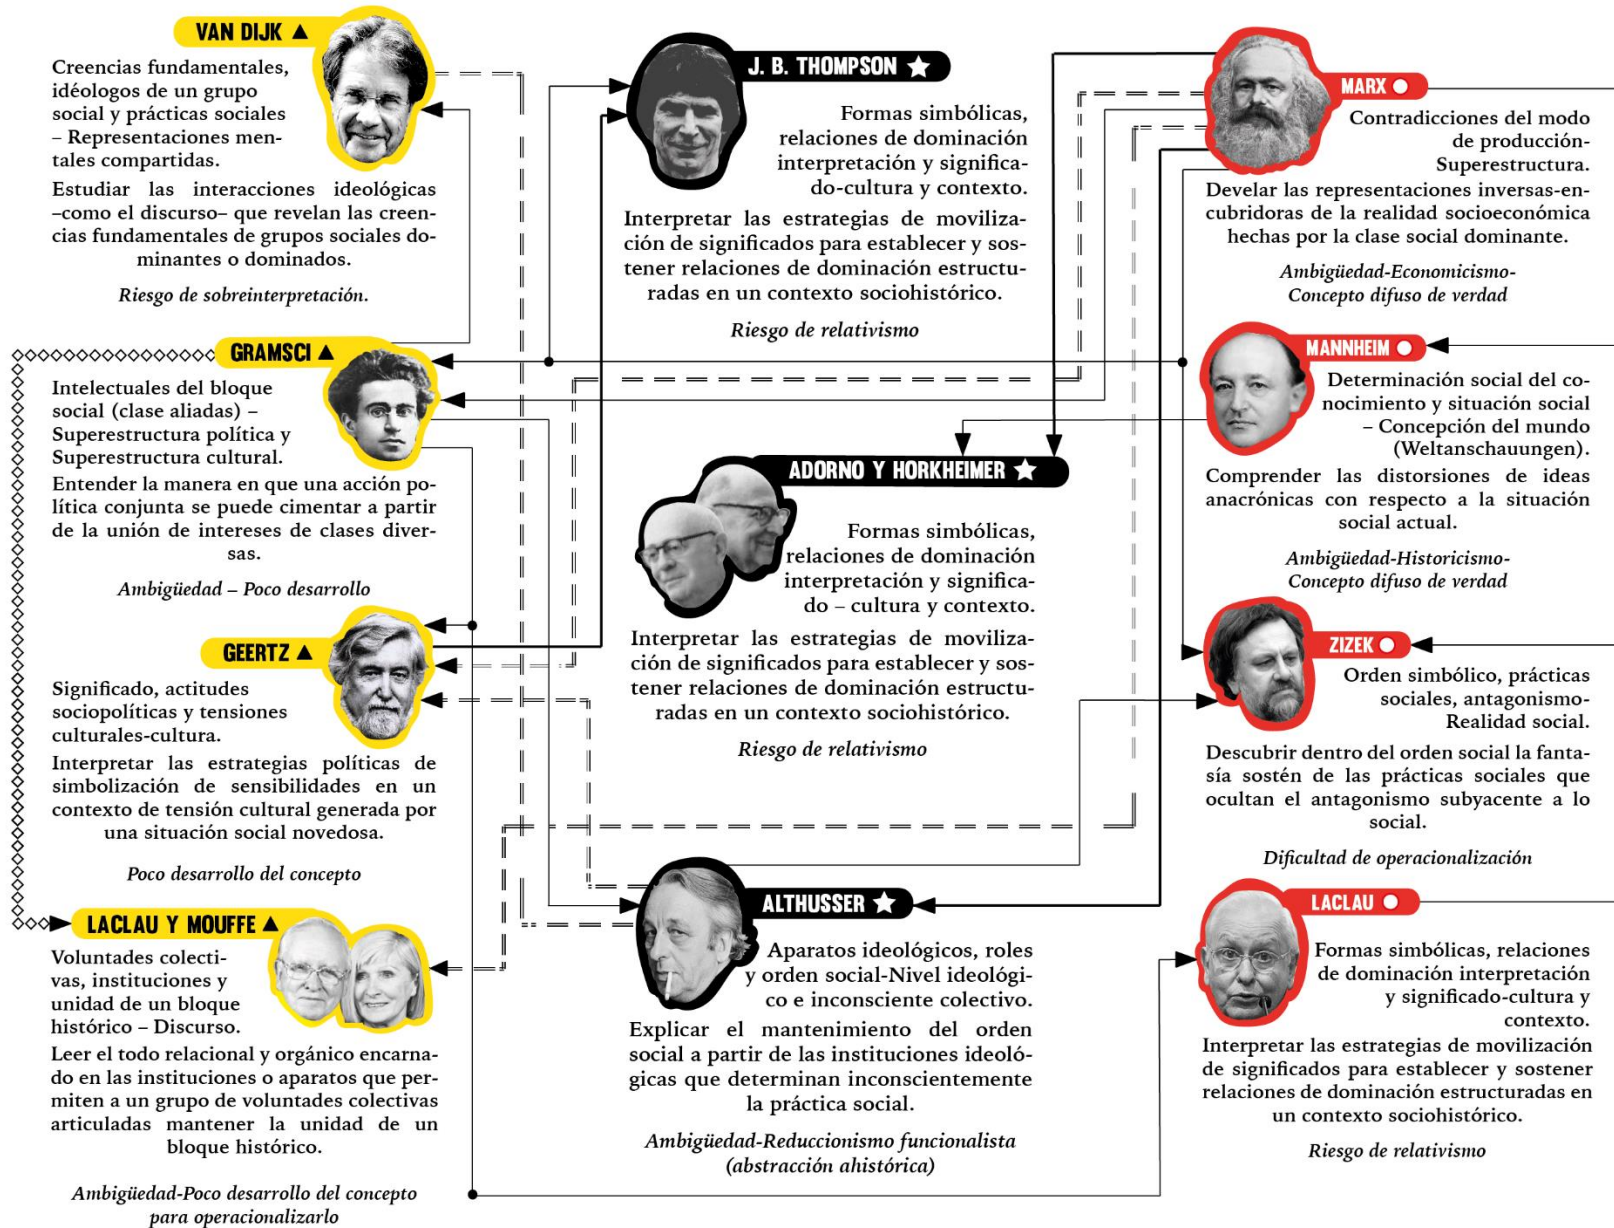 VAN DIJK ▲
Creencias fundamentales,
idéologos de un grupo
social y prácticas sociales
– Representaciones men-
tales compartidas.
Estudiar las interacciones ideológicas
–como el discurso– que revelan las creen-
cias fundamentales de grupos sociales do-
minantes o dominados.
Riesgo de sobreinterpretación.
GRAMSCI ▲
Intelectuales del bloque
social (clase aliadas) –
Superestructura política y
Superestructura cultural.
Entender la manera en que una acción po-
lítica conjunta se puede cimentar a partir
de la unión de intereses de clases diver-
sas.
Ambigüedad – Poco desarrollo
GEERTZ ▲
Significado, actitudes
sociopolíticas y tensiones
culturales-cultura.
Interpretar las estrategias políticas de
simbolización de sensibilidades en un
contexto de tensión cultural generada por
una situación social novedosa.
Poco desarrollo del concepto
LACLAU Y MOUFFE ▲
Voluntades colecti-
vas, instituciones y
unidad de un bloque
histórico – Discurso.
Leer el todo relacional y orgánico encarna-
do en las instituciones o aparatos que per-
miten a un grupo de voluntades colectivas
articuladas mantener la unidad de un
bloque histórico.
Ambigüedad-Poco desarrollo del concepto
para operacionalizarlo
J. B. THOMPSON ★
Formas simbólicas,
relaciones de dominación
interpretación y significa-
do-cultura y contexto.
Interpretar las estrategias de moviliza-
ción de significados para establecer y sos-
tener relaciones de dominación estructu-
radas en un contexto sociohistórico.
Riesgo de relativismo
ADORNO Y HORKHEIMER ★
Formas simbólicas,
relaciones de dominación
interpretación y significa-
do – cultura y contexto.
Interpretar las estrategias de moviliza-
ción de significados para establecer y sos-
tener relaciones de dominación estructu-
radas en un contexto sociohistórico.
Riesgo de relativismo
ALTHUSSER ★
Aparatos ideológicos, roles
y orden social-Nivel ideológi-
co e inconsciente colectivo.
Explicar el mantenimiento del orden
social a partir de las instituciones ideoló-
gicas que determinan inconscientemente
la práctica social.
Ambigüedad-Reduccionismo funcionalista
(abstracción ahistórica)
MARX
Contradicciones del modo
de producción-
Superestructura.
Develar las representaciones inversas-en-
cubridoras de la realidad socioeconómica
hechas por la clase social dominante.
Ambigüedad-Economicismo-
Concepto difuso de verdad
MANNHEIM
Determinación social del co-
nocimiento y situación social
– Concepción del mundo
(Weltanschauungen).
Comprender las distorsiones de ideas
anacrónicas con respecto a la situación
social actual.
Ambigüedad-Historicismo-
Concepto difuso de verdad
ZIZEK
Orden simbólico, prácticas
sociales, antagonismo-
Realidad social.
Descubrir dentro del orden social la fanta-
sía sostén de las prácticas sociales que
ocultan el antagonismo subyacente a lo
social.
Dificultad de operacionalización
LACLAU
Formas simbólicas, relaciones
de dominación interpretación
y significado-cultura y
contexto.
Interpretar las estrategias de movilización
de significados para establecer y sostener
relaciones de dominación estructuradas en
un contexto sociohistórico.
Riesgo de relativismo